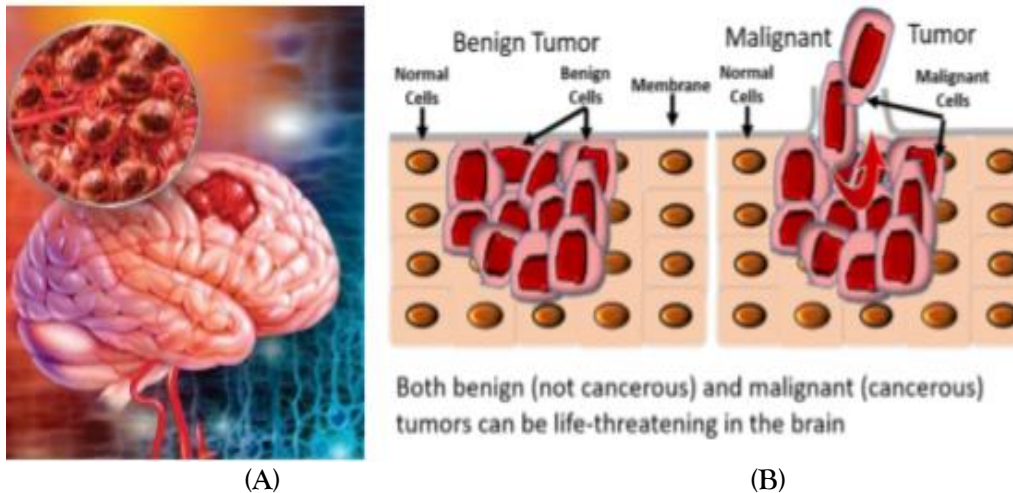 Benign Tumor
Normal
Cells
Benign
Cells
Membrane
Malignant Tumor
Normal
Cells
Malignant
Cells
Both benign (not cancerous) and malignant (cancerous)
tumors can be life-threatening in the brain
(A)
(B)